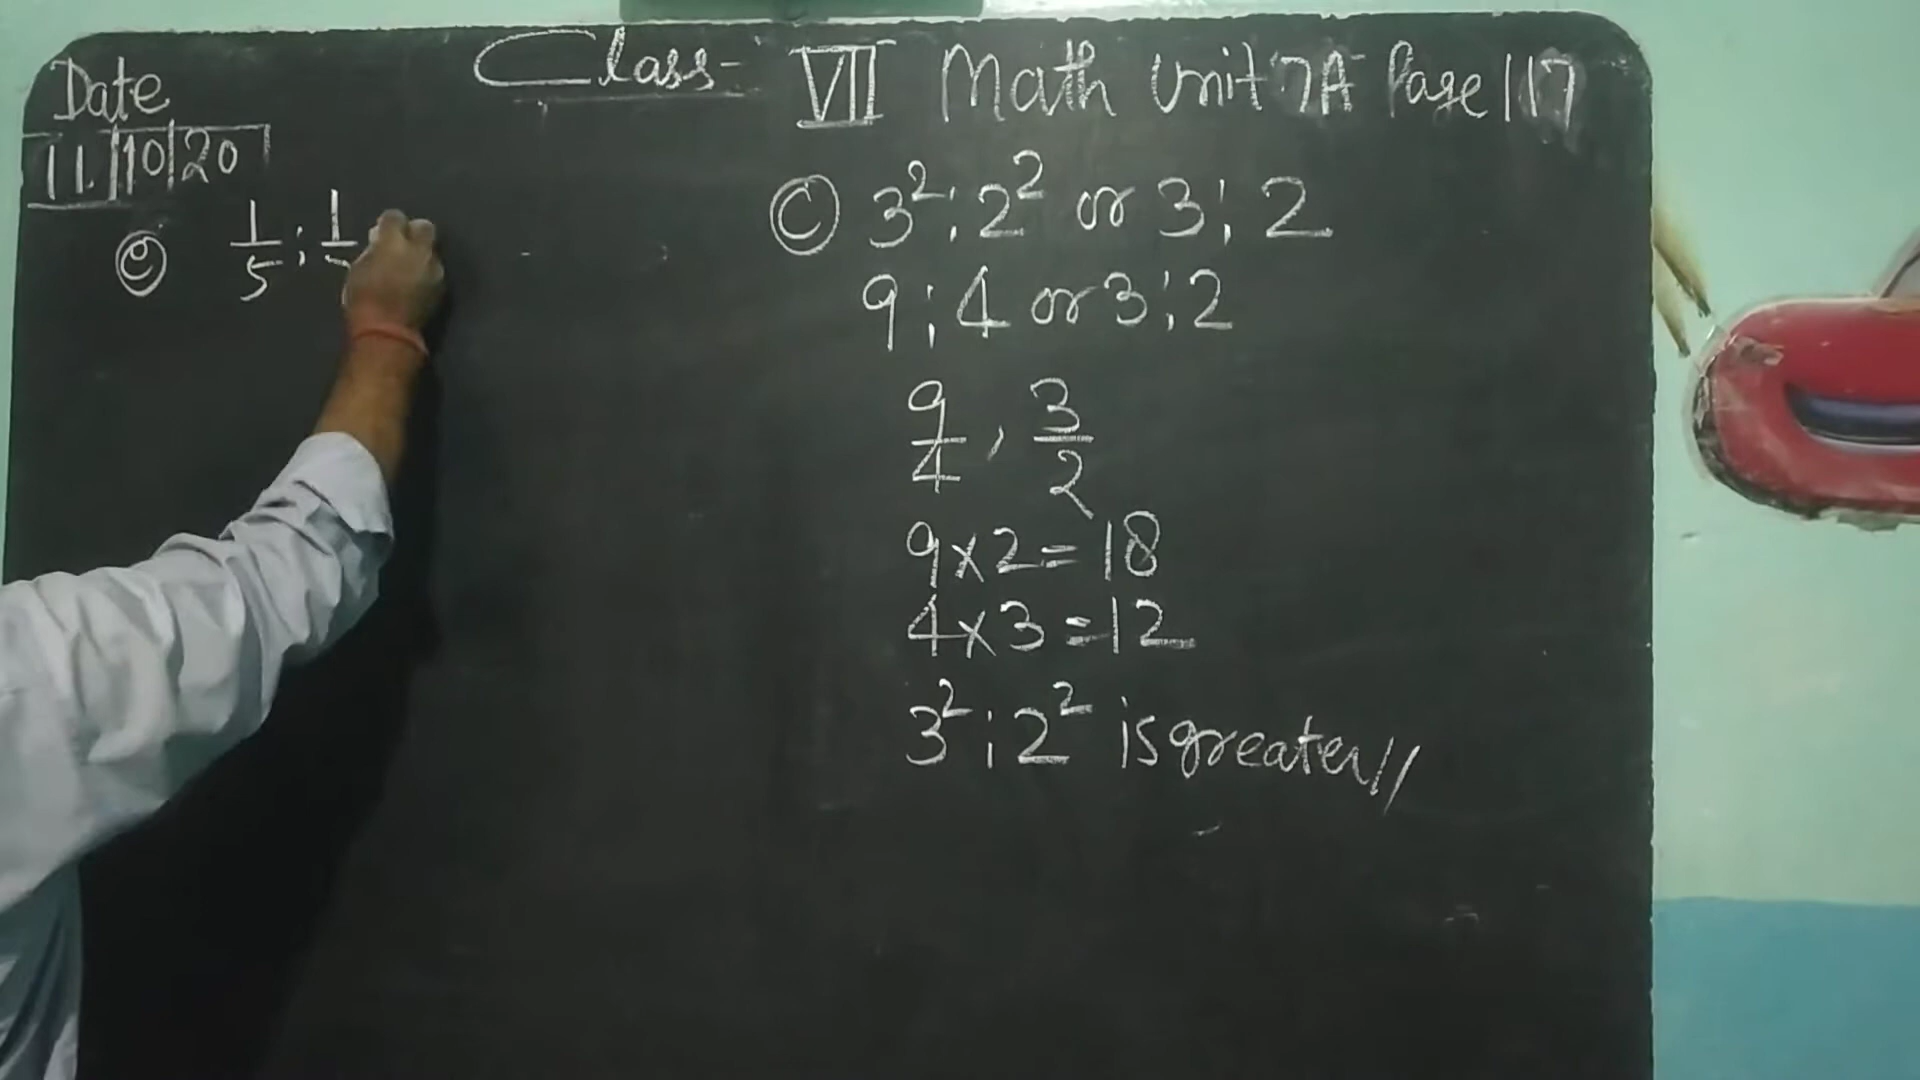 Class- VII Math Unit 7A Page 117
Date
11/10/20
e 1/5 : 1/
c 3² : 2² or 3 : 2
9 : 4 or 3 : 2
9/4 , 3/2
9×2=18
4×3=12
3² : 2² is greater//